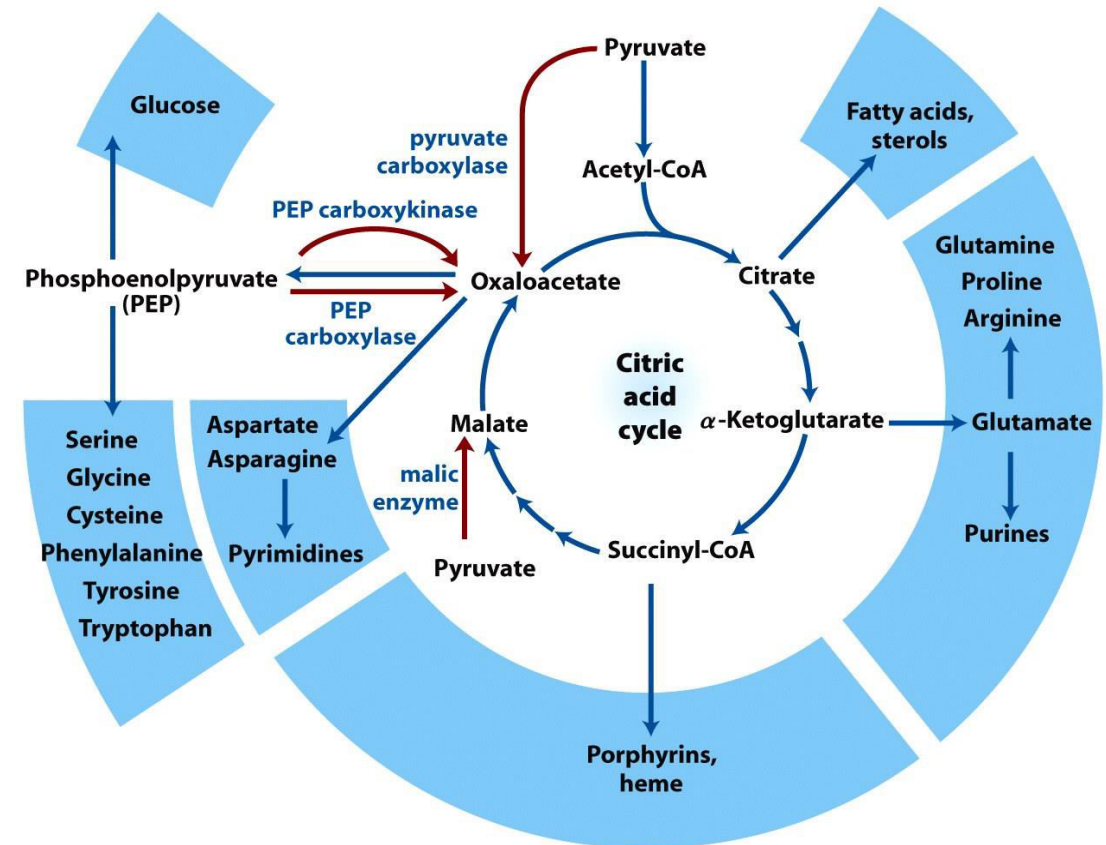 Pyruvate
Glucose
Fatty acids,
sterols
pyruvate
carboxylase
Acetyl-CoA
PEP carboxykinase
Glutamine
Proline
Arginine
Phosphoenolpyruvate
(PEP)
Oxaloacetate
Citrate
PEP
carboxylase
Citric
acid
cycle
Aspartate
Asparagine
Malate
α-Ketoglutarate
Glutamate
Serine
Glycine
Cysteine
Phenylalanine
Tyrosine
Tryptophan
malic
enzyme
Pyrimidines
Pyruvate
Succinyl-CoA
Purines
Porphyrins,
heme